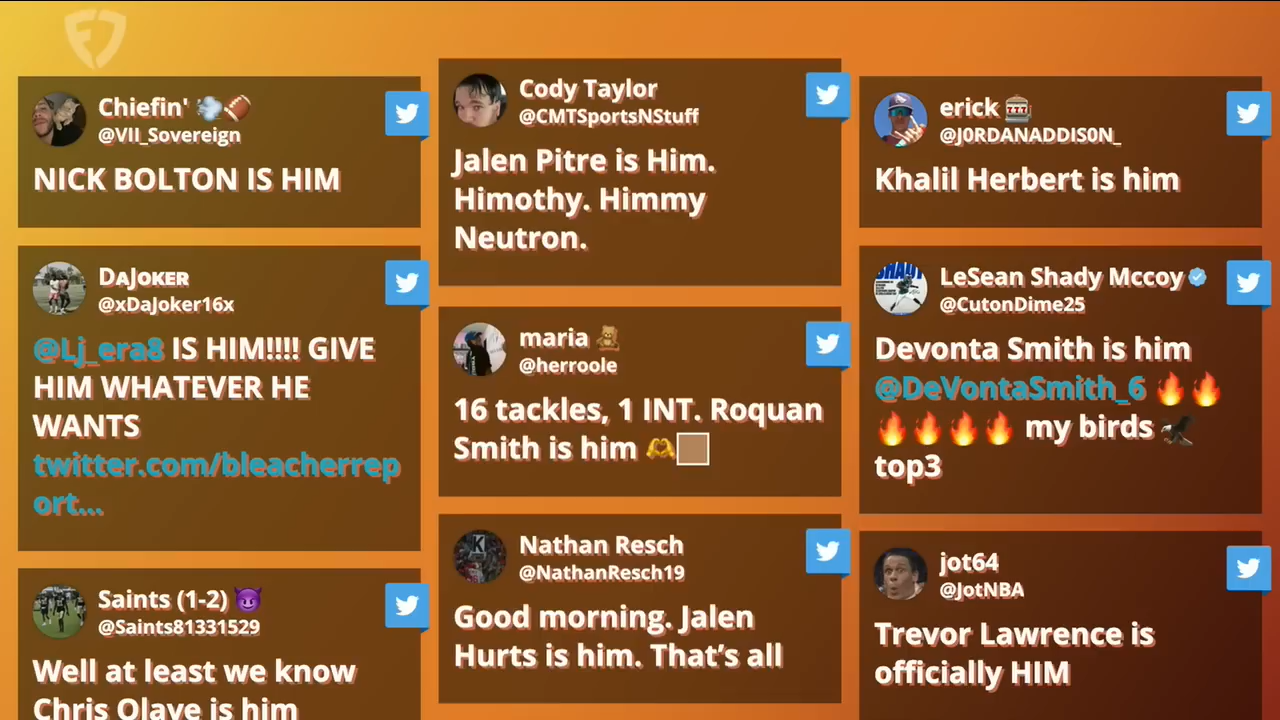 Chiefin' 💨🏈
@VII_Sovereign
NICK BOLTON IS HIM
DAJOKER
@xDaJoker16x
@Lj_era8 IS HIM!!!! GIVE
HIM WHATEVER HE
WANTS
twitter.com/bleacherrep
ort...
Saints (1-2) 😈
@Saints81331529
Well at least we know
Chris Olave is him
Cody Taylor
@CMTSportsNStuff
Jalen Pitre is Him.
Himothy. Himmy
Neutron.
maria 🧸
@herroole
16 tackles, 1 INT. Roquan
Smith is him 🫶
Nathan Resch
@NathanResch19
Good morning. Jalen
Hurts is him. That's all
erick 🎰
@J0RDANADDIS0N_
Khalil Herbert is him
LeSean Shady Mccoy
@CutonDime25
Devonta Smith is him
@DeVontaSmith_6 🔥🔥
🔥🔥🔥🔥 my birds 🦅
top3
jot64
@JotNBA
Trevor Lawrence is
officially HIM